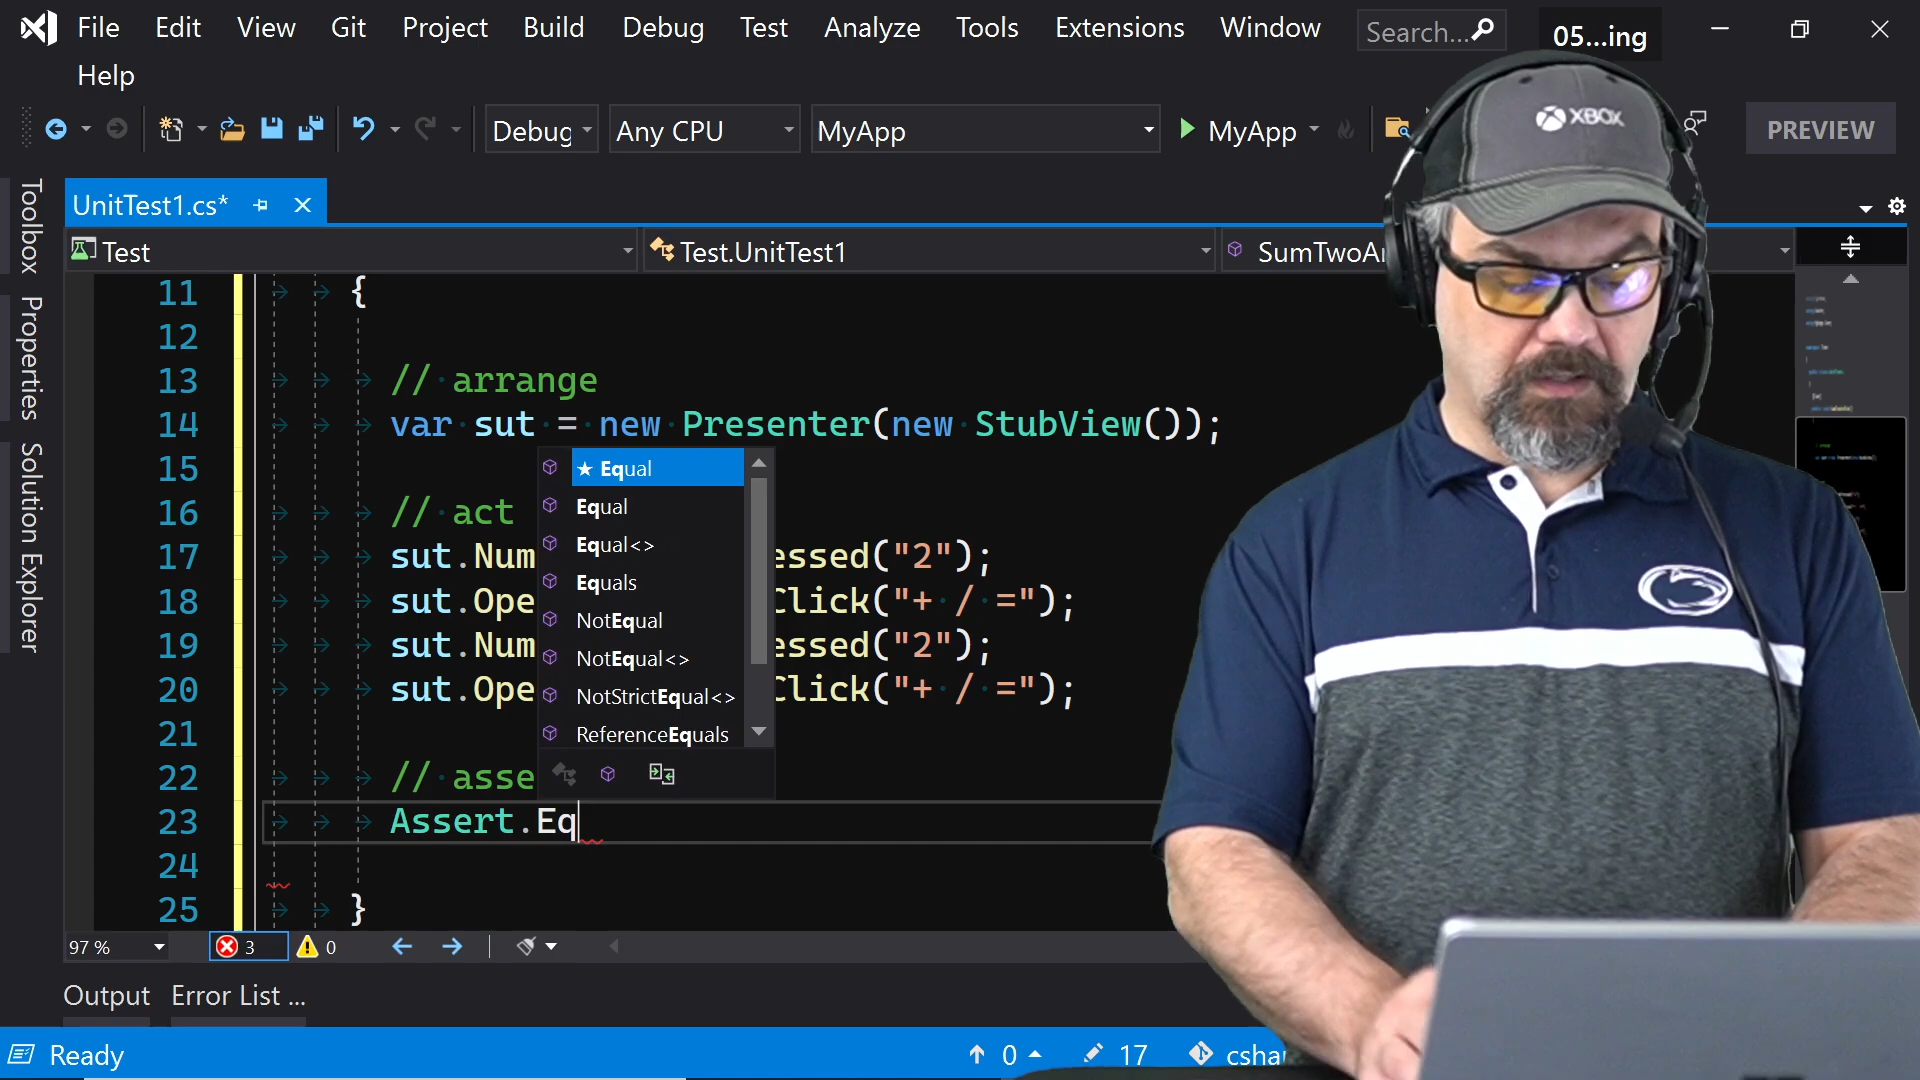 File Edit View Git Project Build Debug Test Analyze Tools Extensions Window Search... 05...ing
Help
Debug Any CPU MyApp MyApp PREVIEW
Toolbox
Properties
Solution Explorer
UnitTest1.cs*
Test Test.UnitTest1 SumTwoAr
XBOX
11 {
12
13 // arrange
14 var sut = new Presenter(new StubView());
15
16 // act
17 sut.Num essed("2");
18 sut.Ope Click("+ / =");
19 sut.Num essed("2");
20 sut.Ope Click("+ / =");
21
22 // asse
23 Assert.Eq
24
25 }
★ Equal
Equal
Equal<>
Equals
NotEqual
NotEqual<>
NotStrictEqual<>
ReferenceEquals
97 % 3 0
Output Error List ...
Ready 0 17 csha